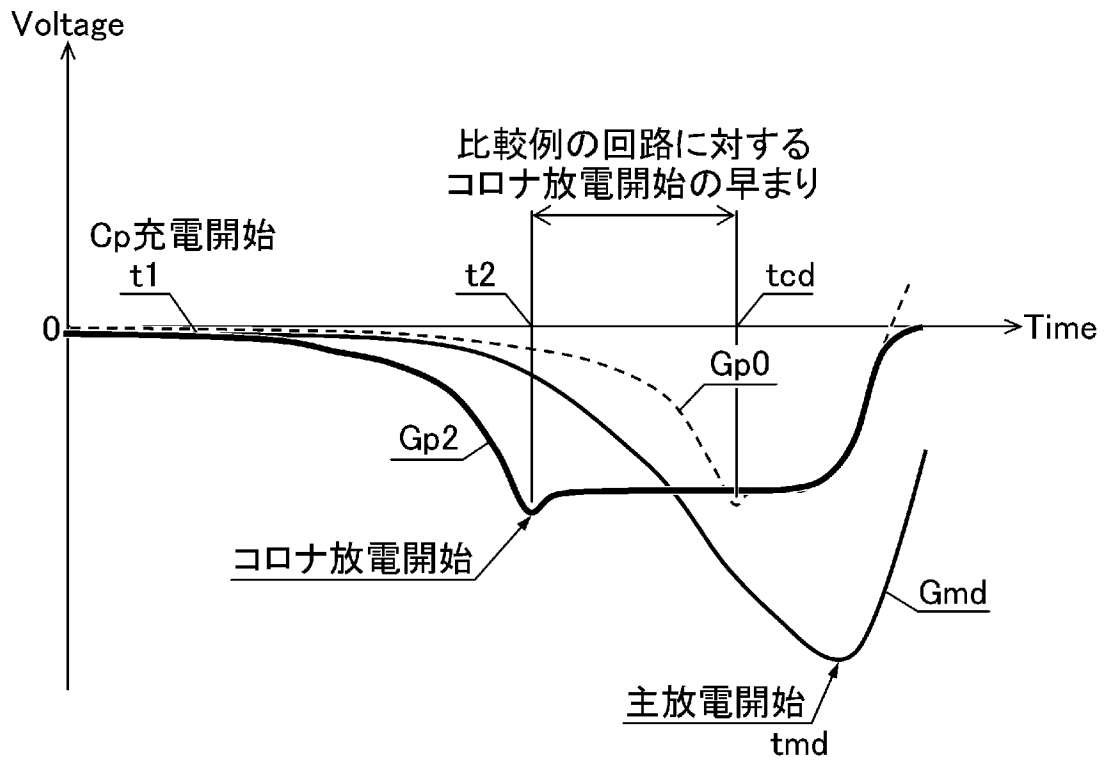 Voltage
比較例の回路に対する
コロナ放電開始の早まり
Cp充電開始
t1
t2
tcd
0
Time
Gp0
Gp2
コロナ放電開始
Gmd
主放電開始
tmd